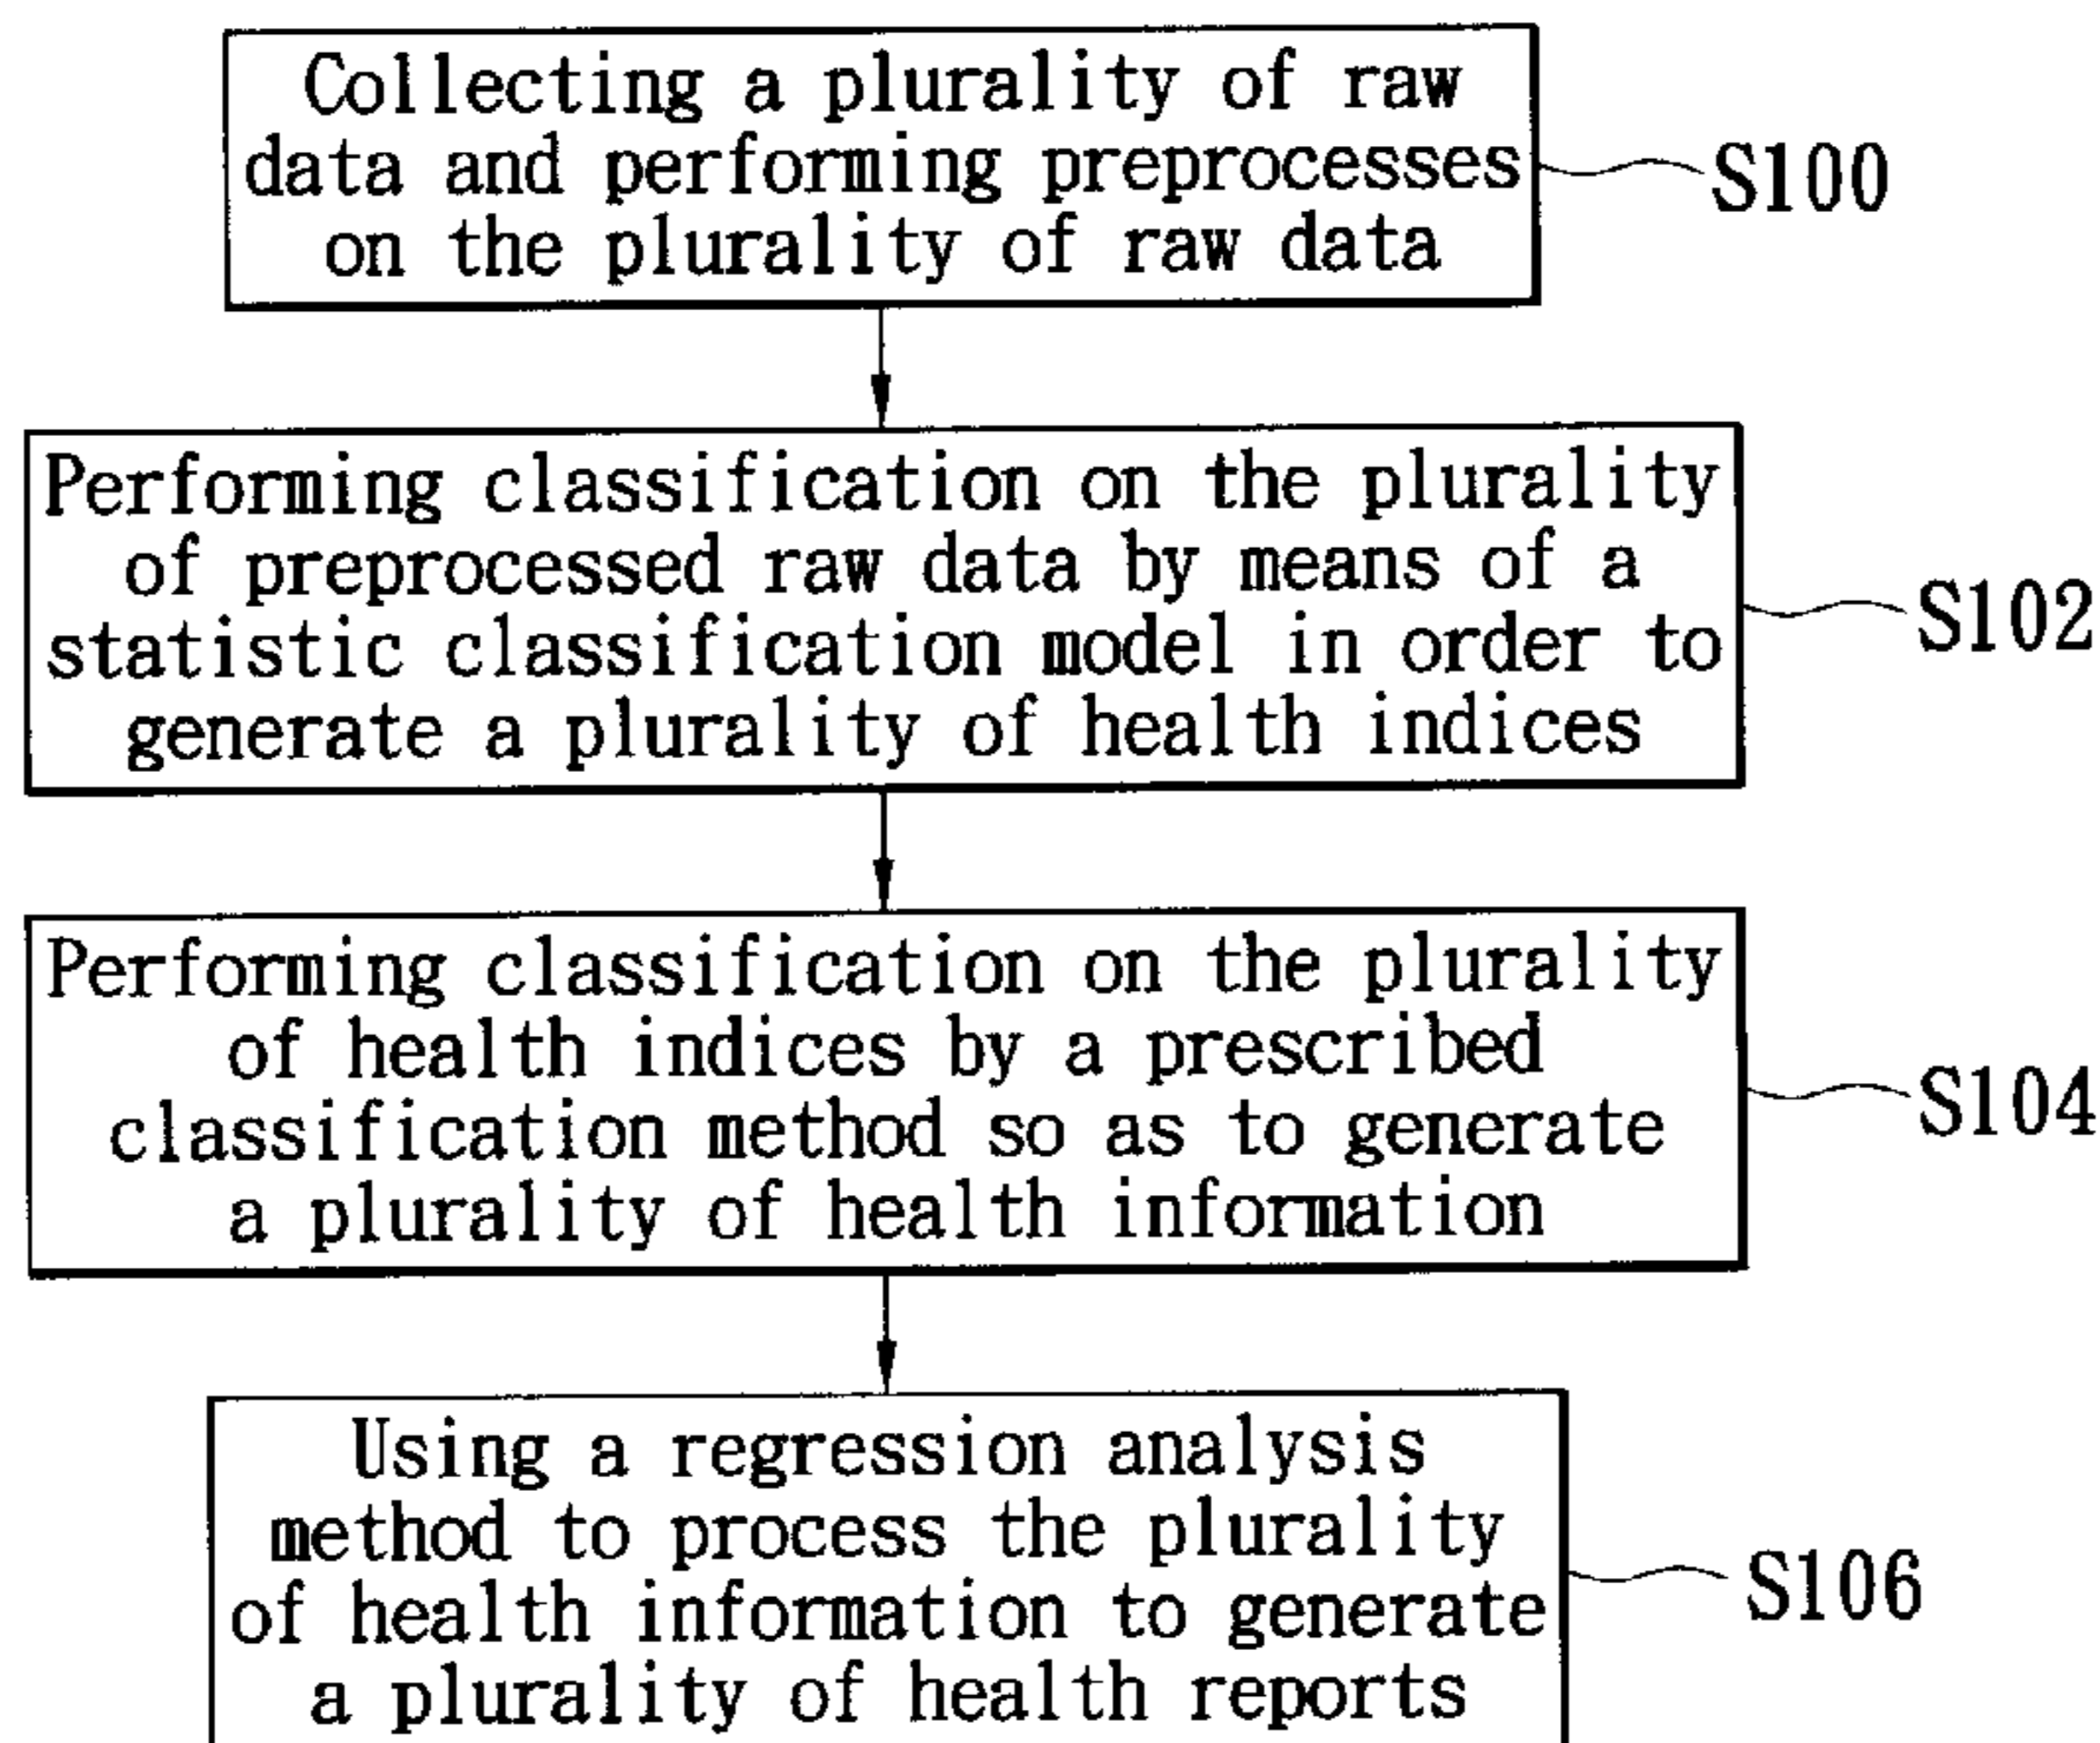 Collecting a plurality of raw
data and performing preprocesses
on the plurality of raw data
S100
Performing classification on the plurality
of preprocessed raw data by means of a
statistic classification model in order to
generate a plurality of health indices
S102
Performing classification on the plurality
of health indices by a prescribed
classification method so as to generate
a plurality of health information
S104
Using a regression analysis
method to process the plurality
of health information to generate
a plurality of health reports
S106